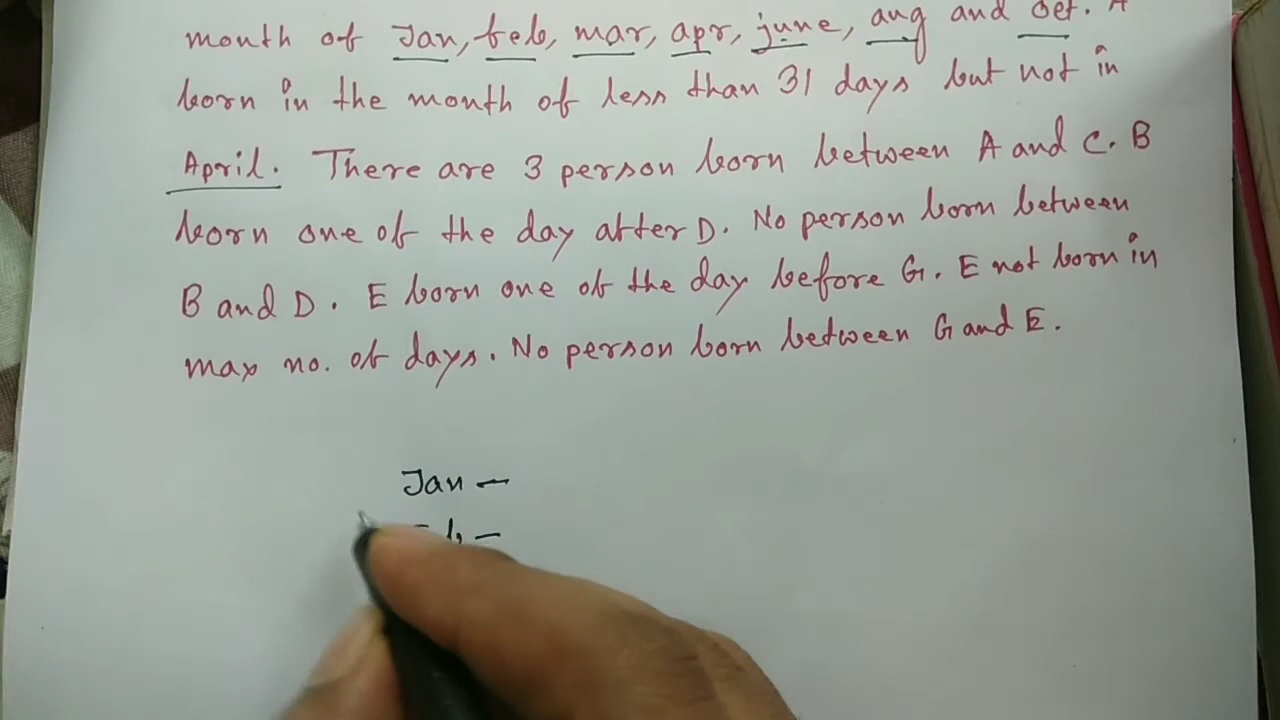 month of Jan, feb, mar, apr, june, aug and Oct. A
born in the month of less than 31 days but not in
April. There are 3 person born between A and C. B
born one of the day after D. No person born between
B and D. E born one of the day before G. E not born in
max no. of days. No person born between G and E.
Jan -